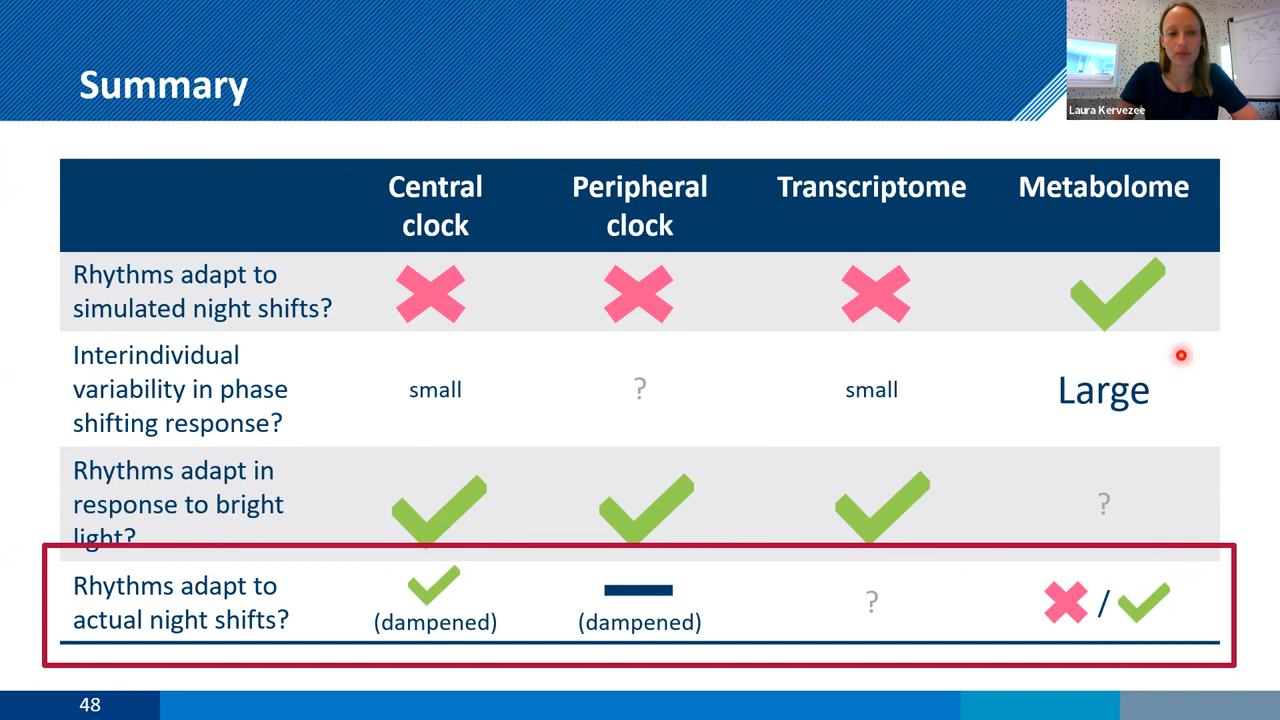 Summary
Laura Kervezee
Central
clock
Peripheral
clock
Transcriptome
Metabolome
Rhythms adapt to
simulated night shifts?
Interindividual
variability in phase
shifting response?
small
?
small
Large
Rhythms adapt in
response to bright
light?
?
Rhythms adapt to
actual night shifts?
(dampened)
(dampened)
?
/
48